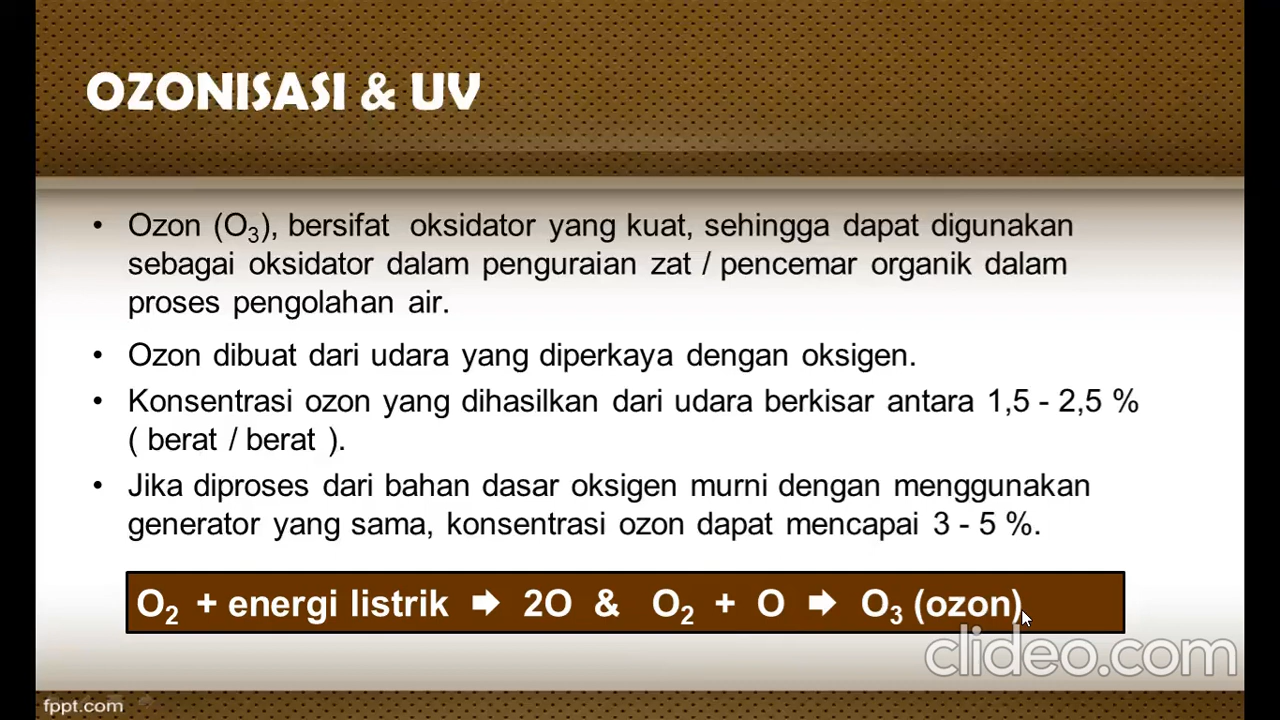 OZONISASI & UV
• Ozon (O₃), bersifat oksidator yang kuat, sehingga dapat digunakan
sebagai oksidator dalam penguraian zat / pencemar organik dalam
proses pengolahan air.
• Ozon dibuat dari udara yang diperkaya dengan oksigen.
• Konsentrasi ozon yang dihasilkan dari udara berkisar antara 1,5 - 2,5 %
( berat / berat ).
• Jika diproses dari bahan dasar oksigen murni dengan menggunakan
generator yang sama, konsentrasi ozon dapat mencapai 3 - 5 %.
O₂ + energi listrik ➡ 2O & O₂ + O ➡ O₃ (ozon)
clideo.com
fppt.com